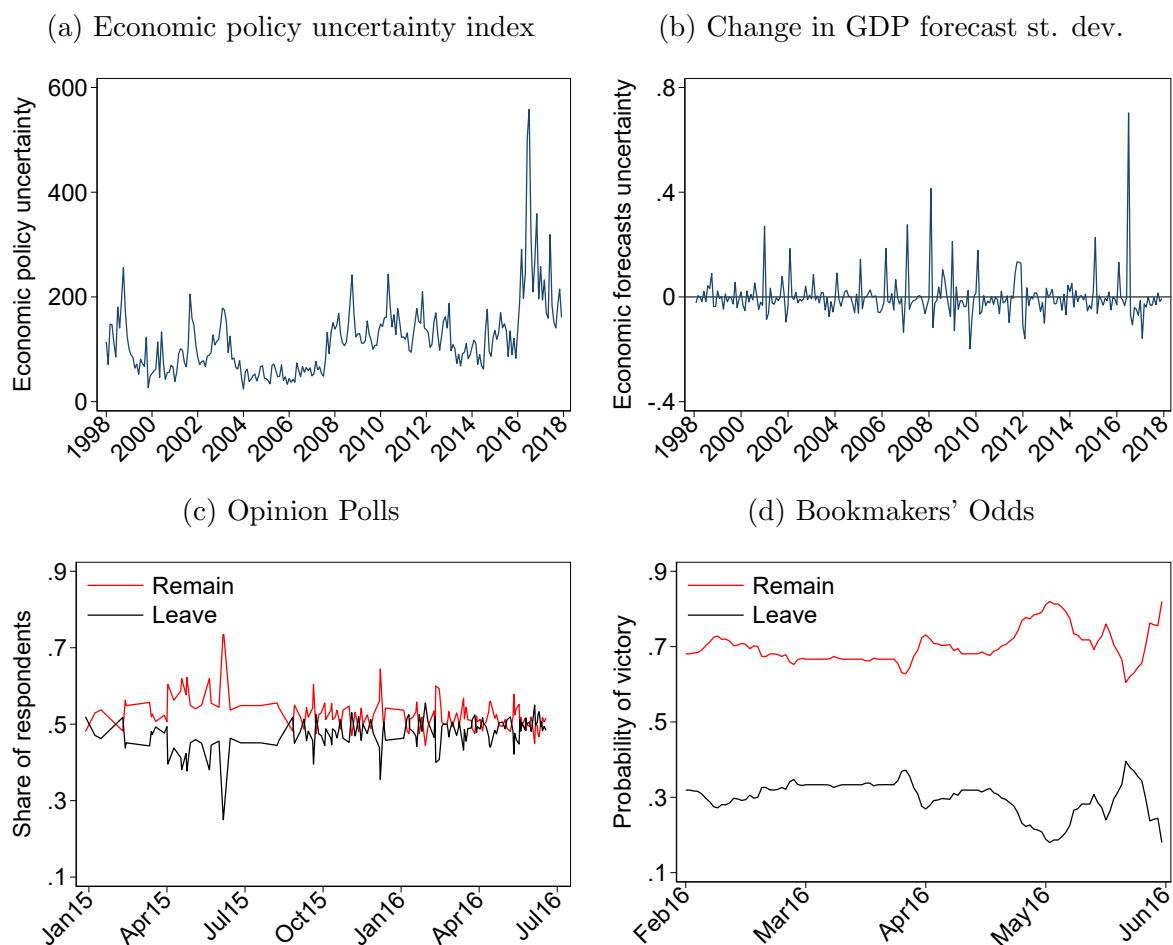 (a) Economic policy uncertainty index
Economic policy uncertainty
600
400
200
0
1998 2000 2002 2004 2006 2008 2010 2012 2014 2016 2018
(b) Change in GDP forecast st. dev.
Economic forecasts uncertainty
.8
.4
0
-.4
1998 2000 2002 2004 2006 2008 2010 2012 2014 2016 2018
(c) Opinion Polls
Share of respondents
.9
.7
.5
.3
.1
Remain
Leave
Jan15 Apr15 Jul15 Oct15 Jan16 Apr16 Jul16
(d) Bookmakers' Odds
Probability of victory
.9
.7
.5
.3
.1
Remain
Leave
Feb16 Mar16 Apr16 May16 Jun16